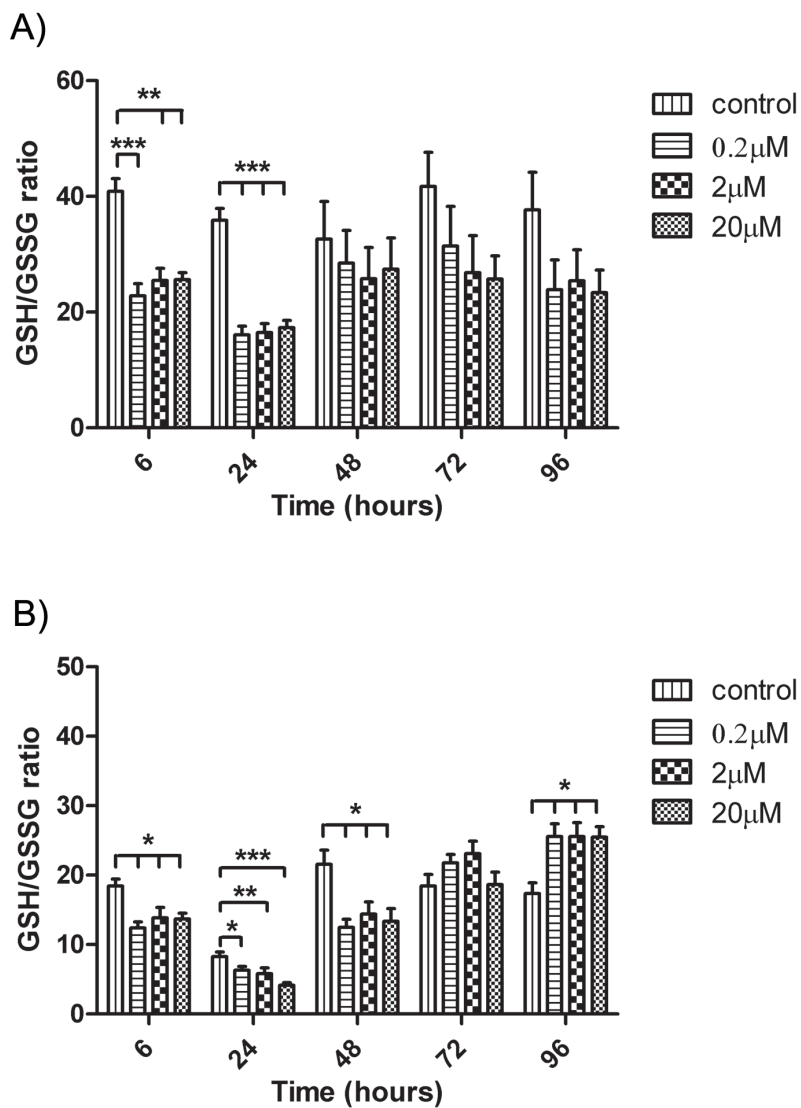 A)
60
40
20
0
GSH/GSSG ratio
**
***
***
6
24
48
72
96
Time (hours)
control
0.2μM
2μM
20μM
B)
50
40
30
20
10
0
GSH/GSSG ratio
*
***
**
*
*
*
6
24
48
72
96
Time (hours)
control
0.2μM
2μM
20μM